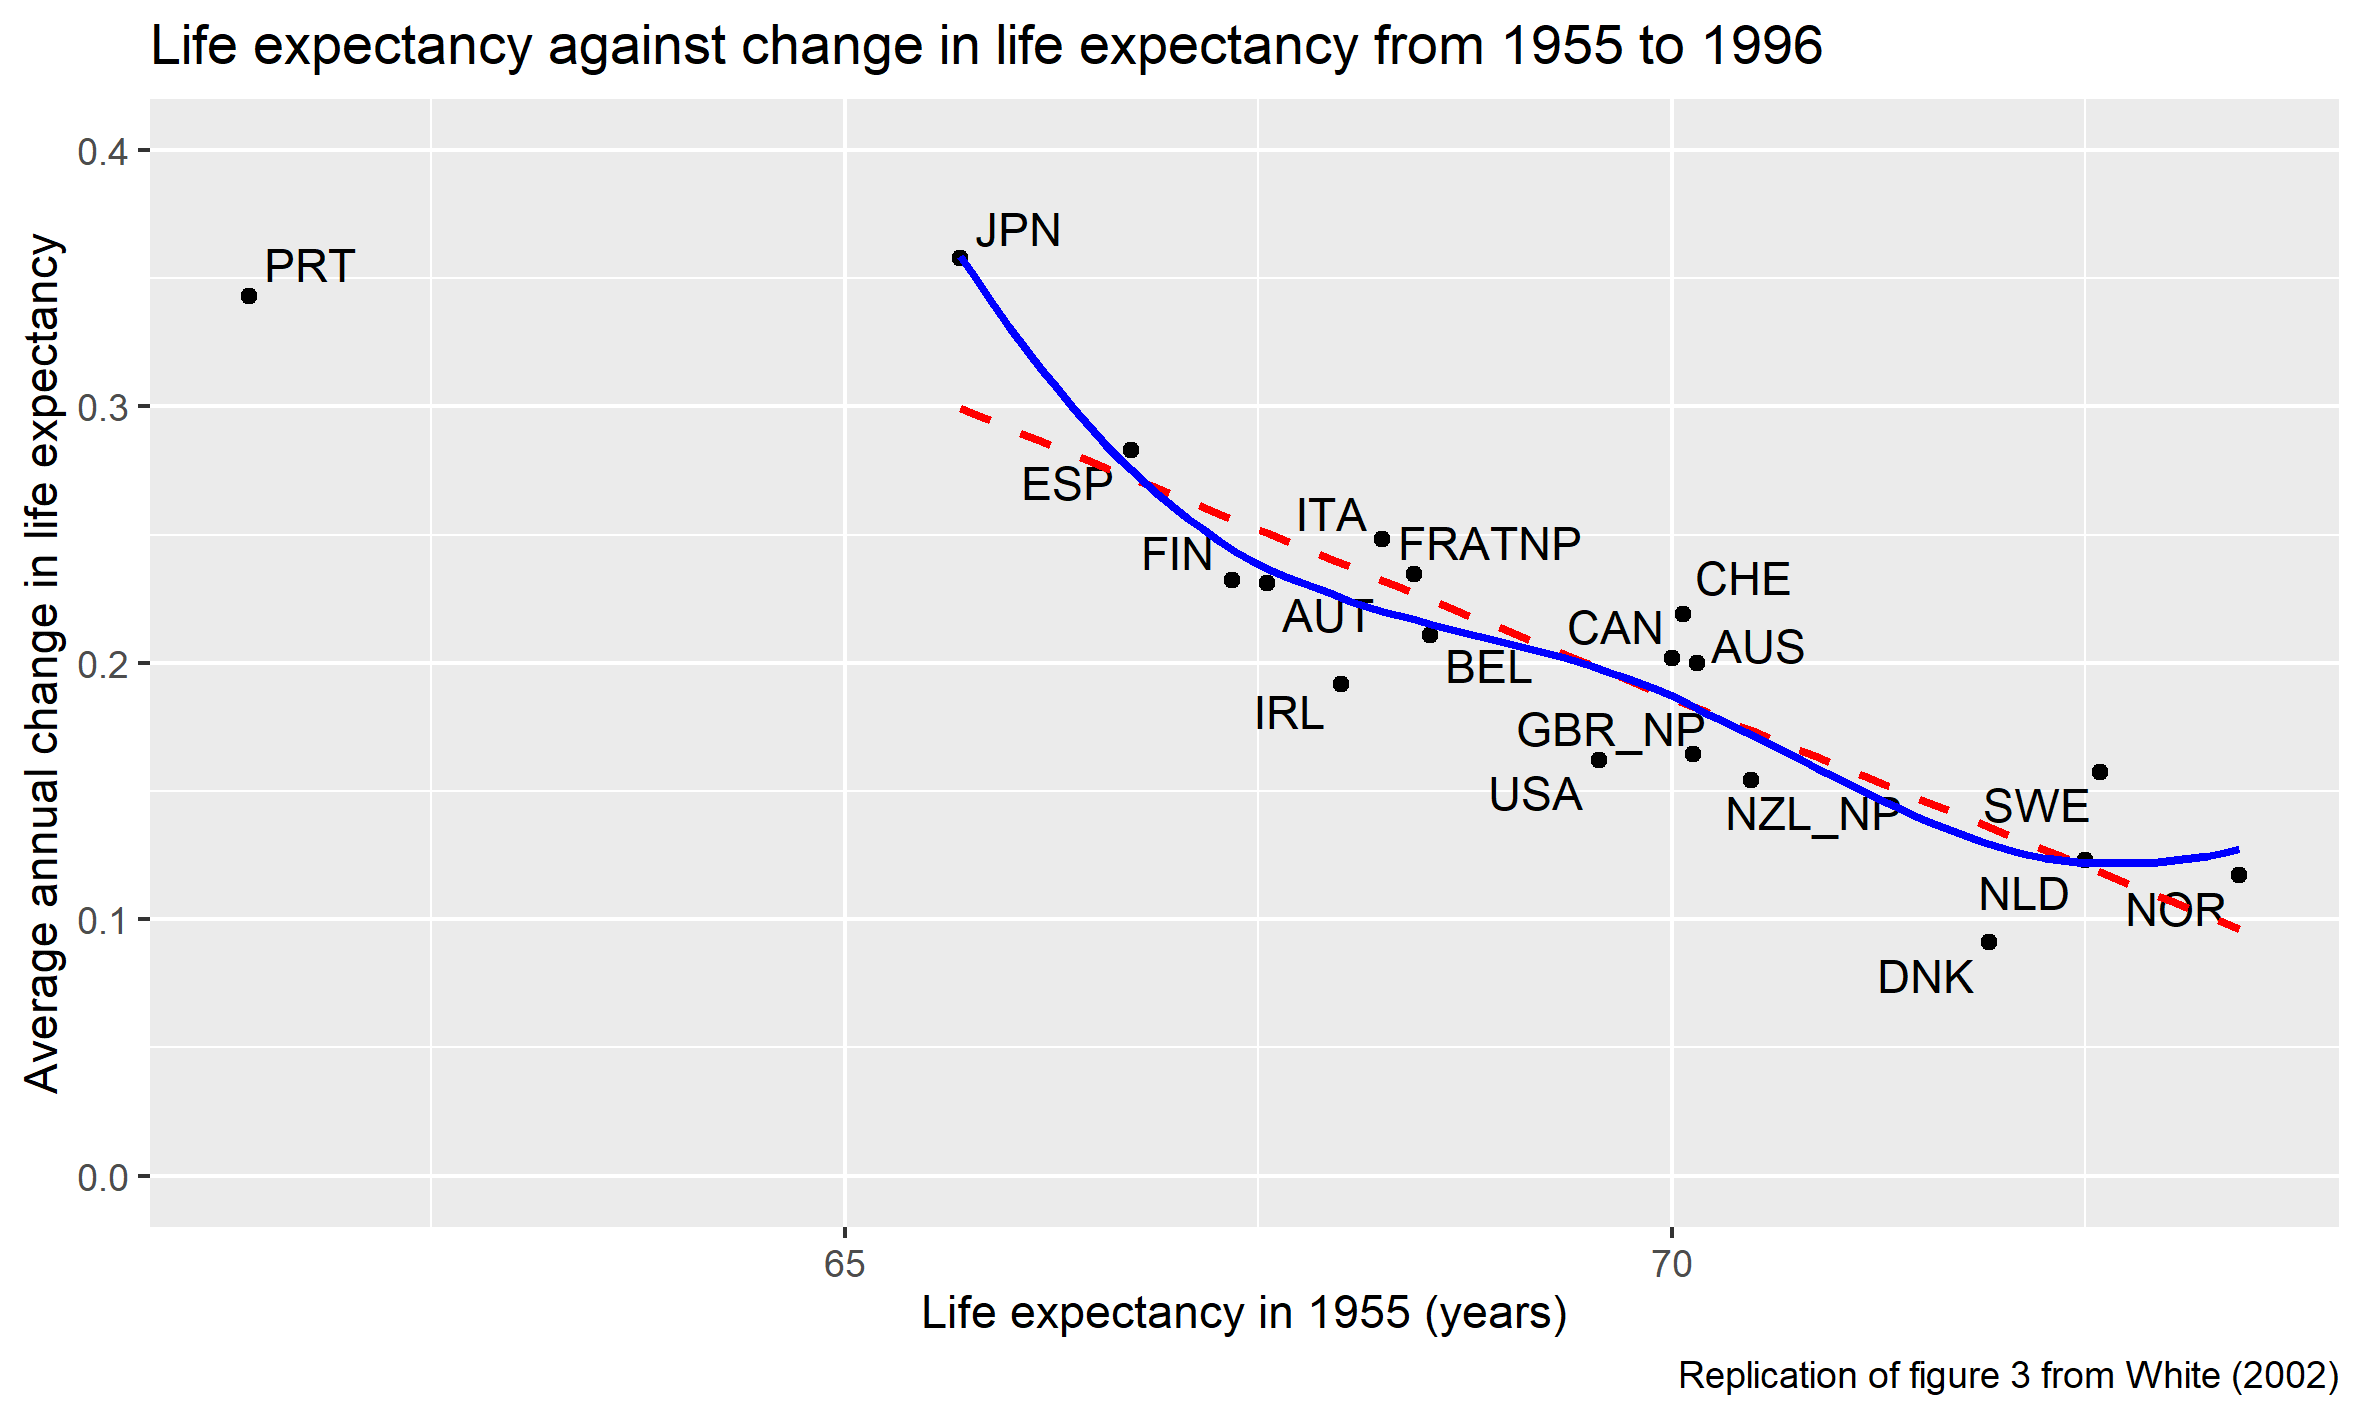 Life expectancy against change in life expectancy from 1955 to 1996
Average annual change in life expectancy
0.4
0.3
0.2
0.1
0.0
JPN
PRT
ESP
ITA
FRATNP
FIN
CHE
AUT
CAN
AUS
BEL
IRL
GBR_NP
USA
SWE
NZL_NP
NLD
NOR
DNK
65
70
Life expectancy in 1955 (years)
Replication of figure 3 from White (2002)